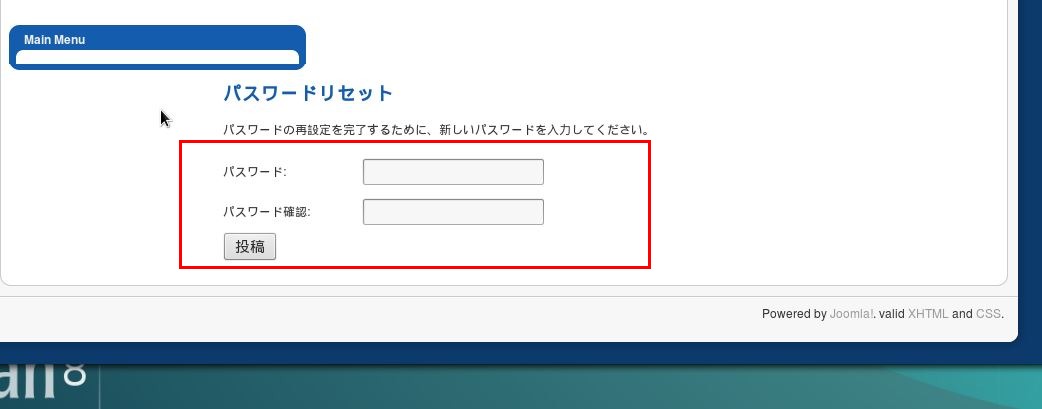 Main Menu
パスワードリセット
パスワードの再設定を完了するために、新しいパスワードを入力してください。
パスワード:
パスワード確認:
投稿
Powered by Joomla!. valid XHTML and CSS.
an 8